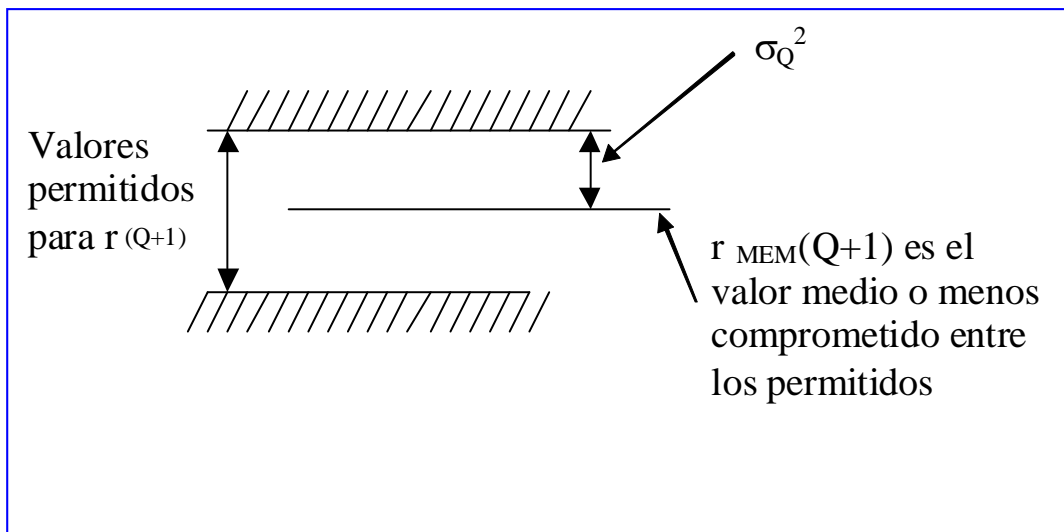 σQ²
Valores
permitidos
para r (Q+1)
r MEM(Q+1) es el
valor medio o menos
comprometido entre
los permitidos